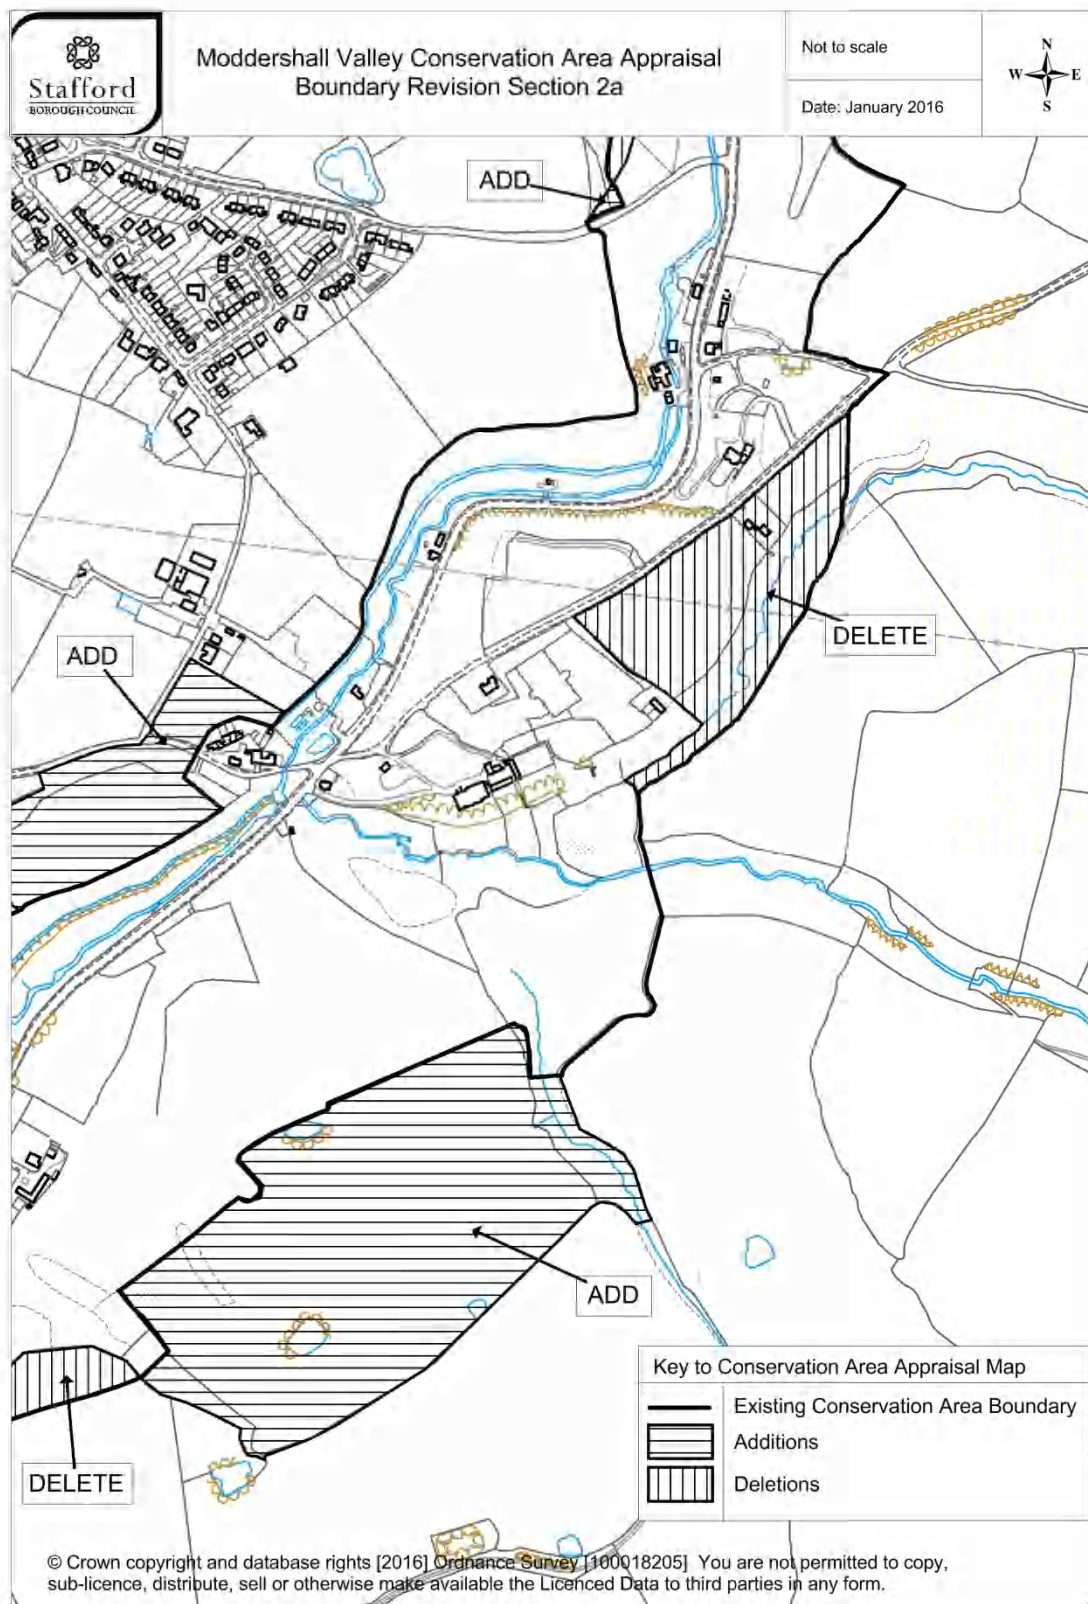 Stafford
BOROUGH COUNCIL
Moddershall Valley Conservation Area Appraisal
Boundary Revision Section 2a
Not to scale
Date: January 2016
N
W E
S
ADD
DELETE
ADD
ADD
DELETE
Key to Conservation Area Appraisal Map
Existing Conservation Area Boundary
Additions
Deletions
© Crown copyright and database rights [2016] Ordnance Survey [100018205] You are not permitted to copy,
sub-licence, distribute, sell or otherwise make available the Licenced Data to third parties in any form.